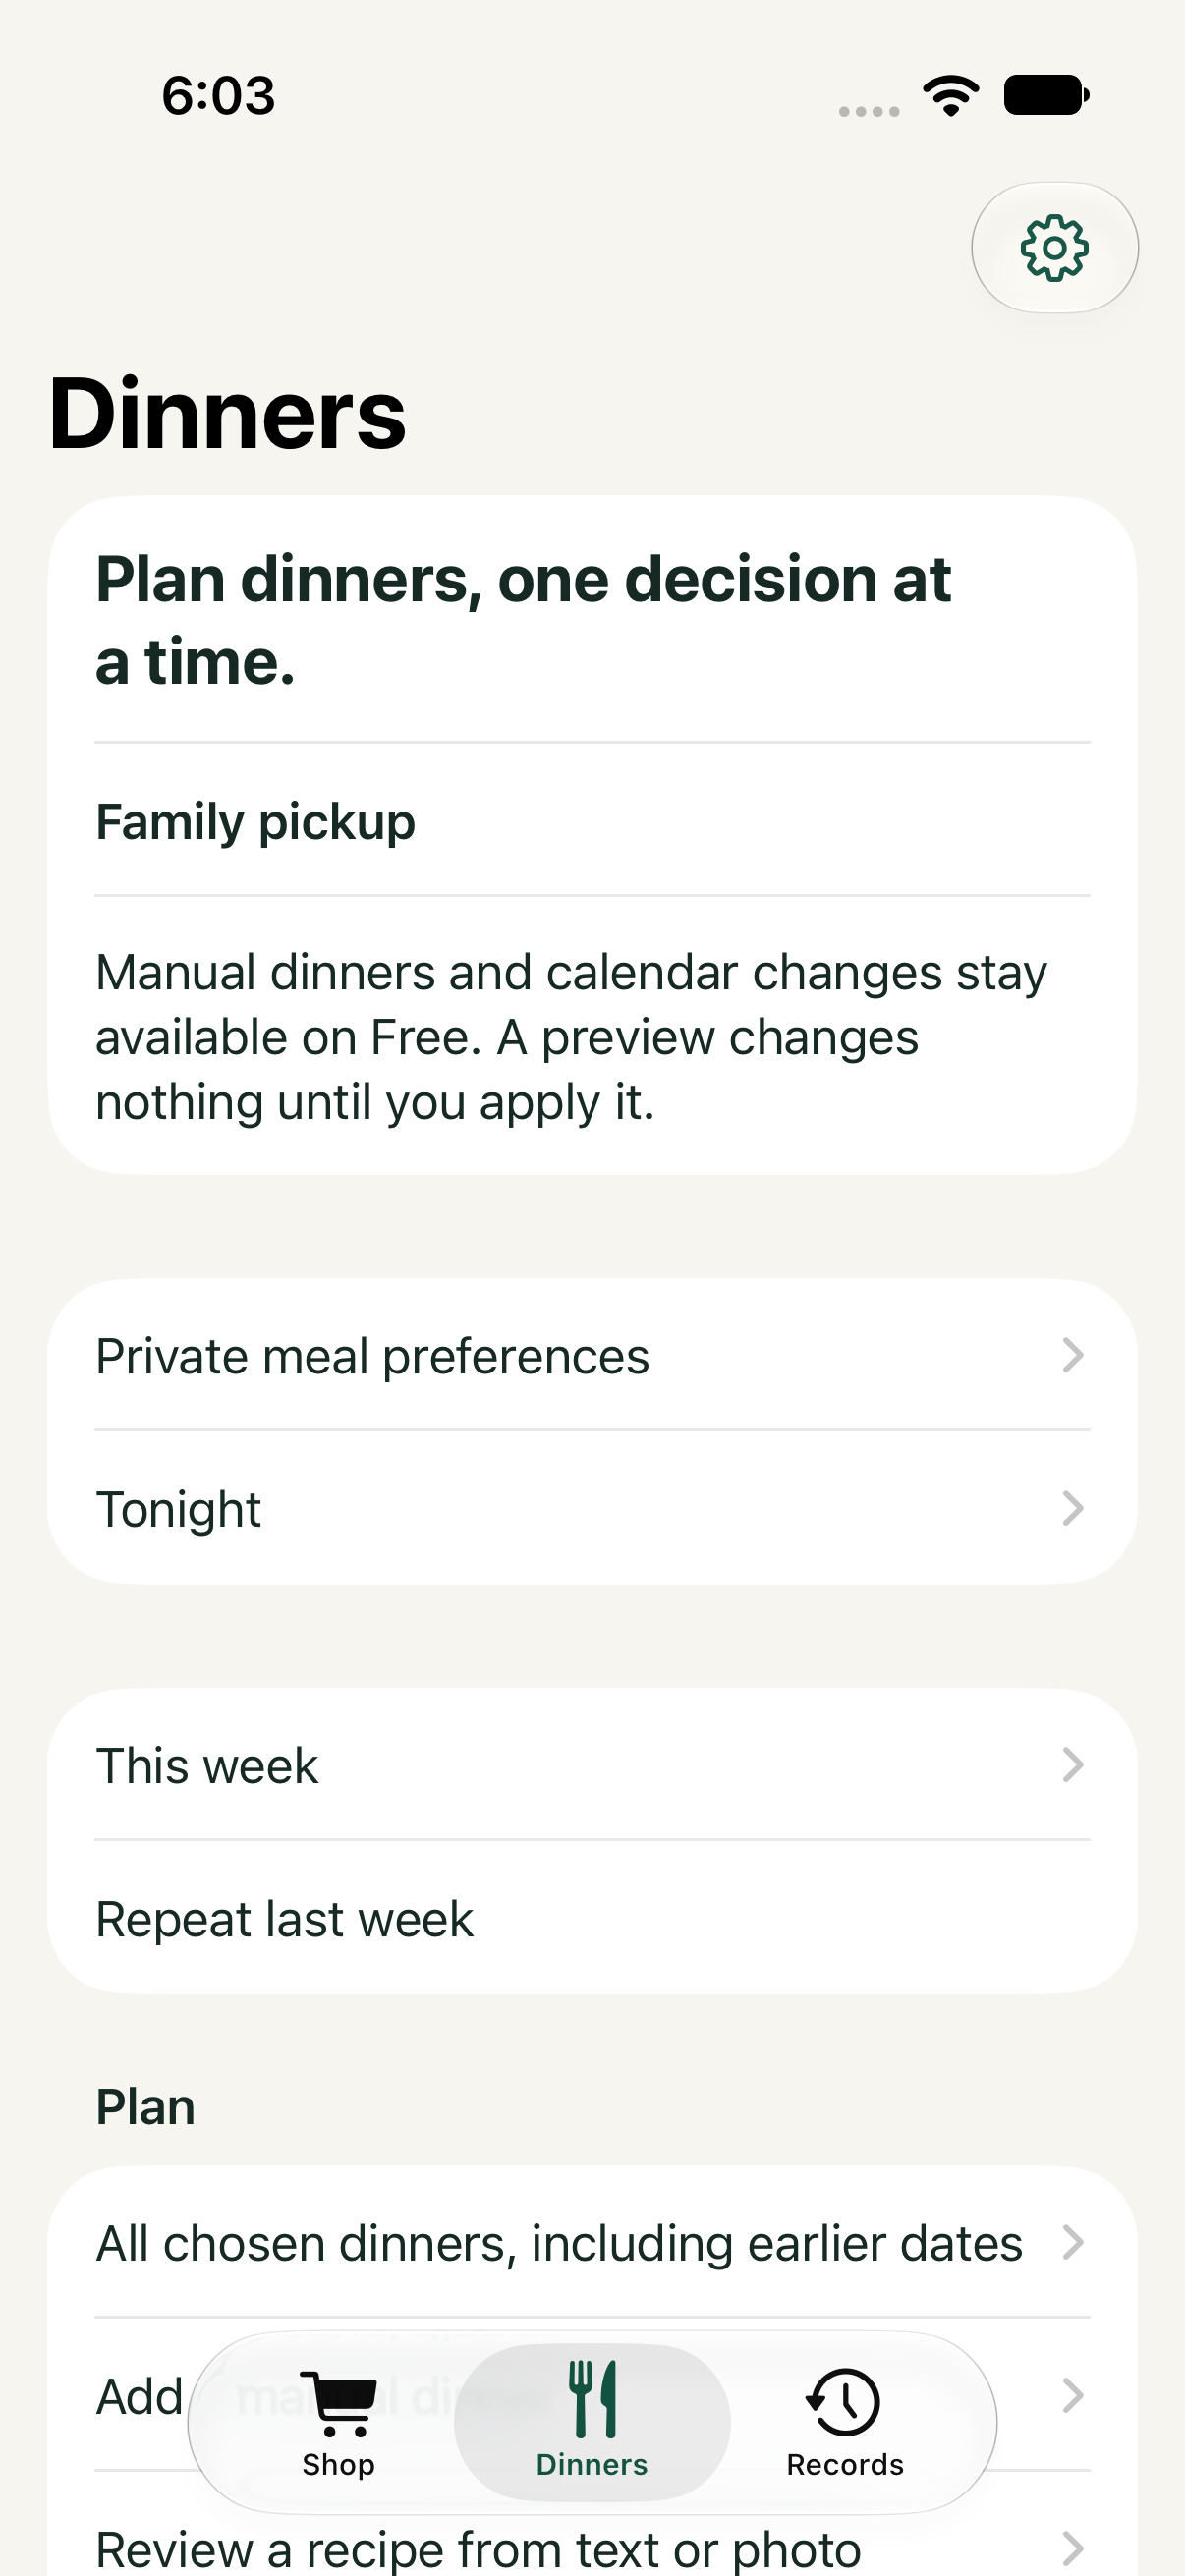 6:03
Dinners
Plan dinners, one decision at
a time.
Family pickup
Manual dinners and calendar changes stay
available on Free. A preview changes
nothing until you apply it.
Private meal preferences
Tonight
This week
Repeat last week
Plan
All chosen dinners, including earlier dates
Add manual dinner
Shop
Dinners
Records
Review a recipe from text or photo